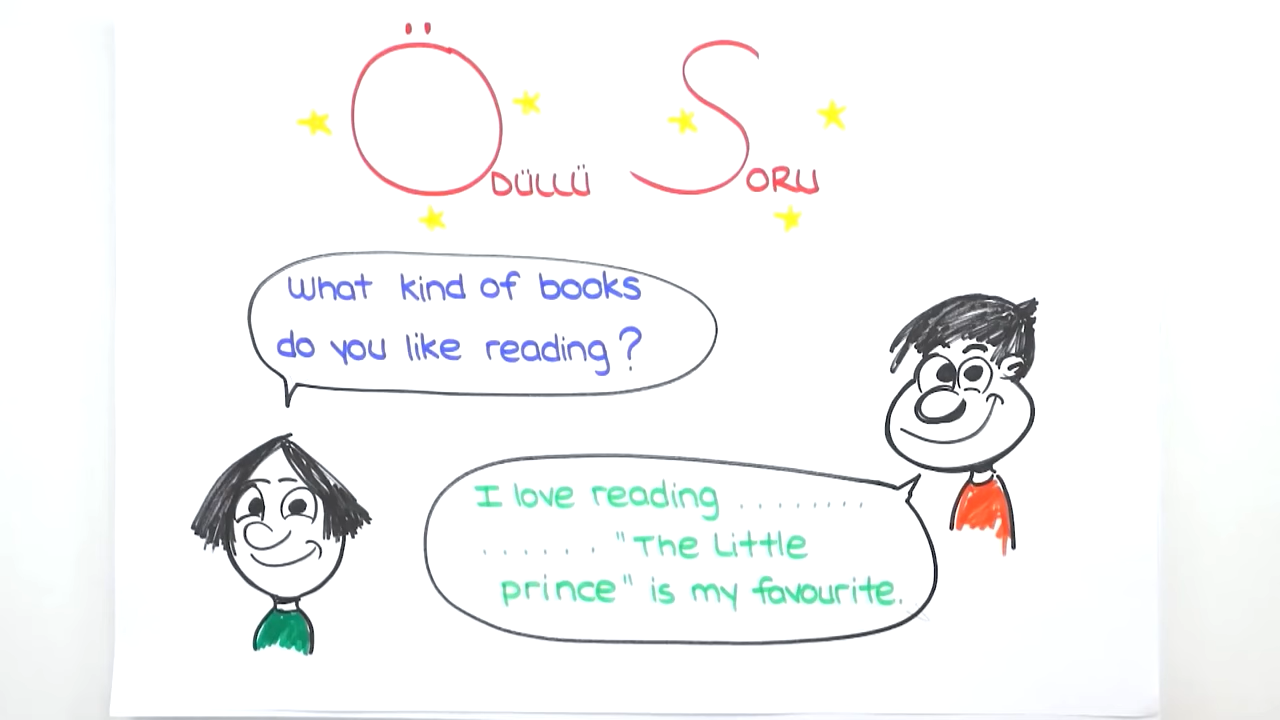 ÖDÜLLÜ SORU
What kind of books
do you like reading?
I love reading ........
...... "The Little
prince" is my favourite.